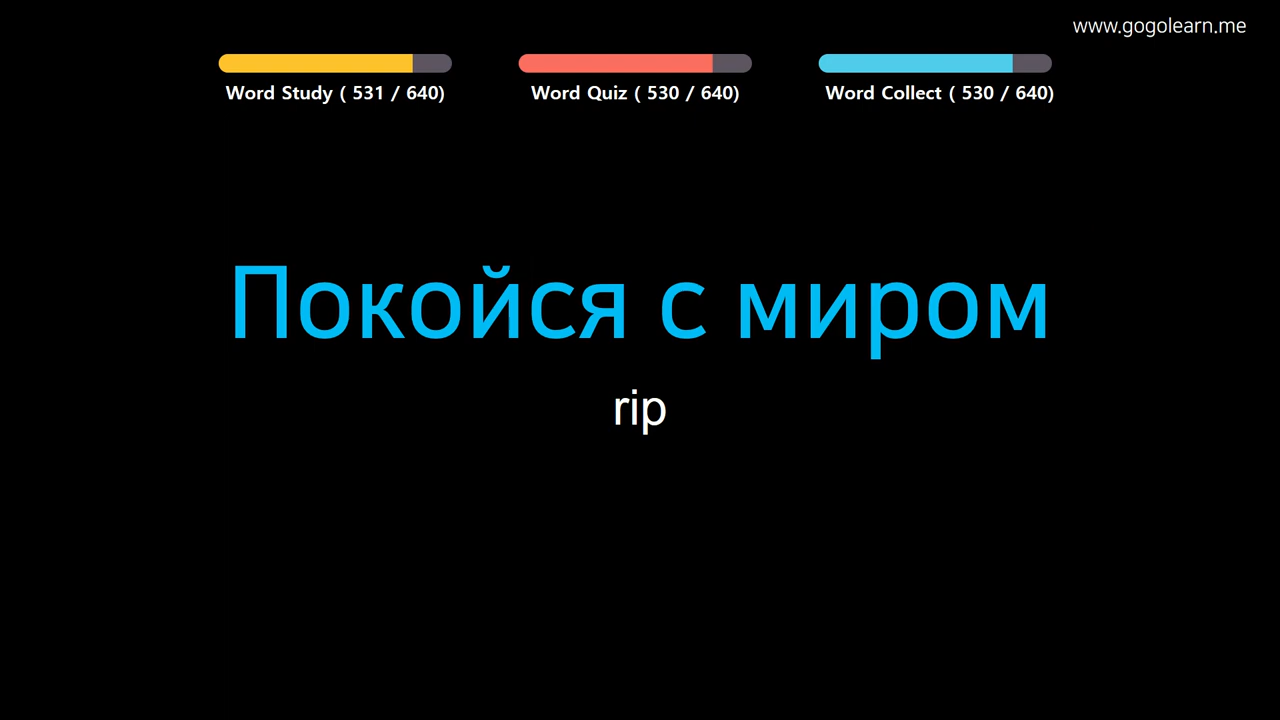 www.gogolearn.me
Word Study ( 531 / 640)
Word Quiz ( 530 / 640)
Word Collect ( 530 / 640)
Покойся с миром
rip